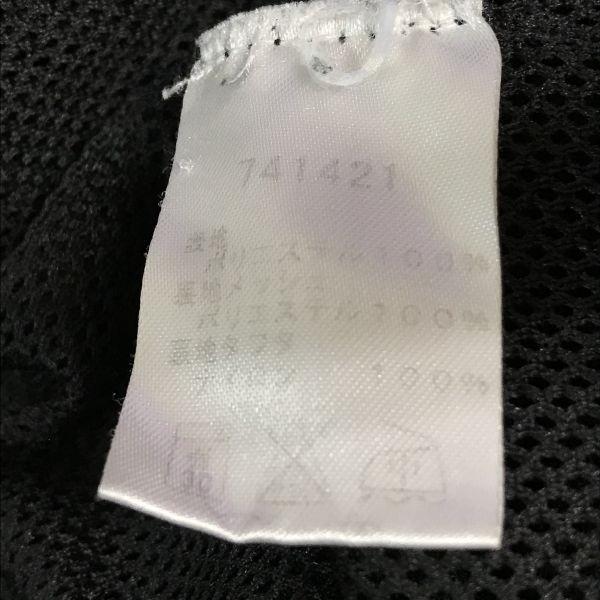 741421
表地
ポリエステル100%
裏地メッシュ
ポリエステル100%
裏地タフタ
ナイロン 100%
30